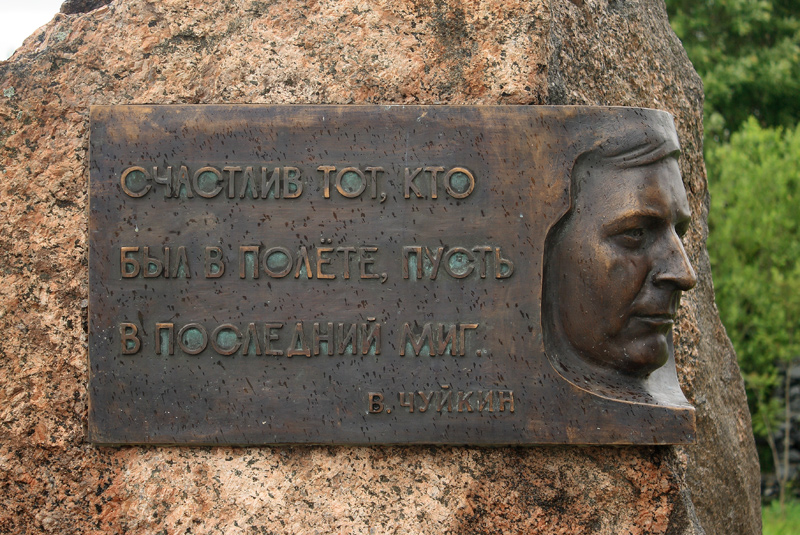 СЧАСТЛИВ ТОТ, КТО
БЫЛ В ПОЛЁТЕ, ПУСТЬ
В ПОСЛЕДНИЙ МИГ.
В. ЧУЙКИН